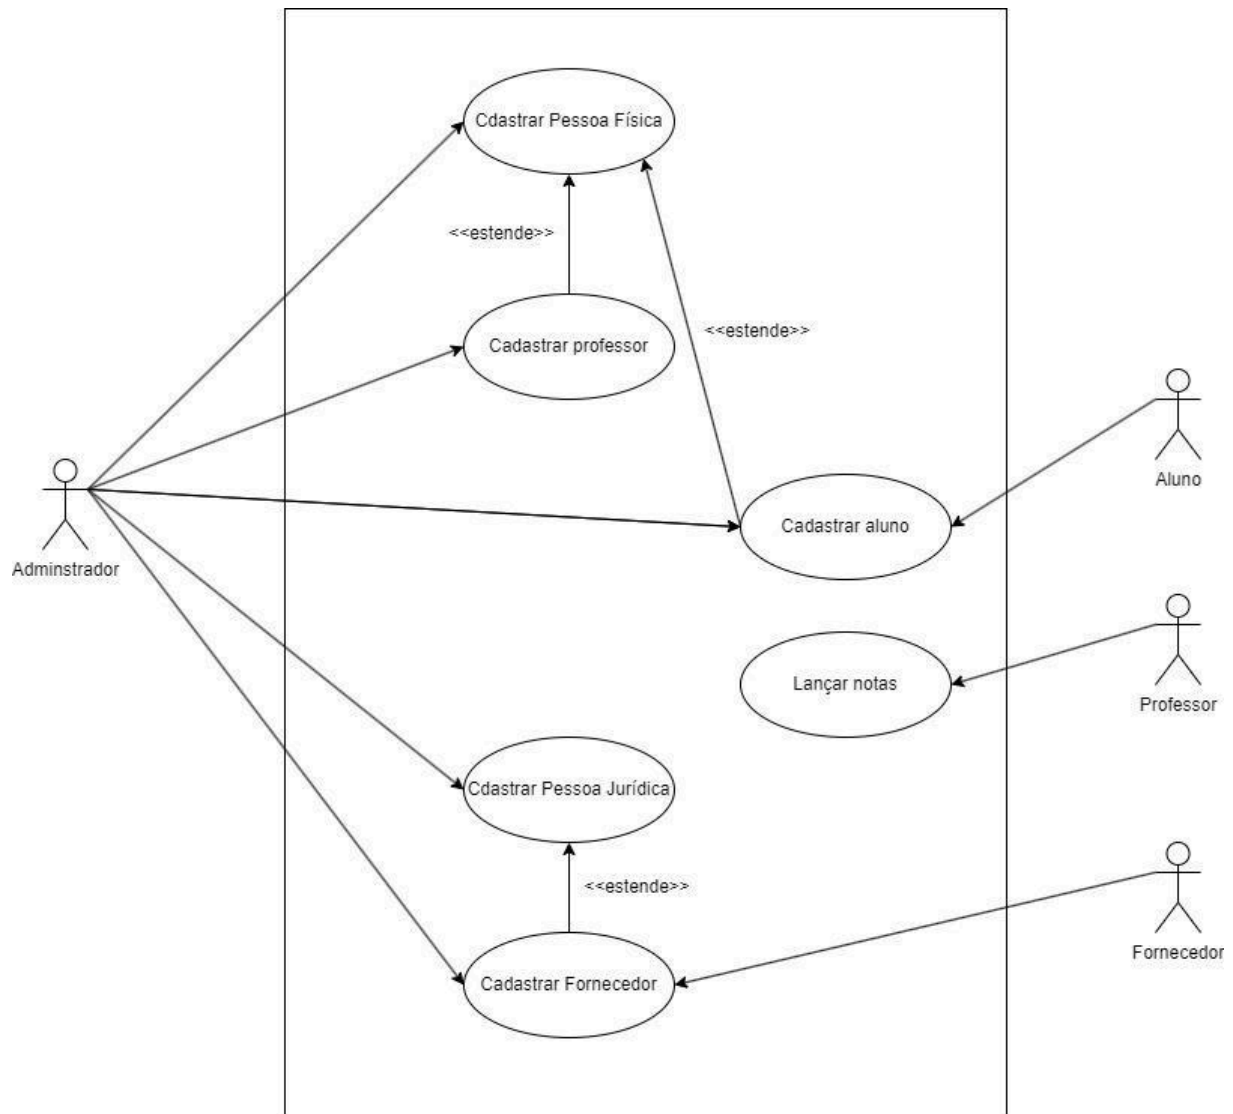 Cdastrar Pessoa Física
<<estende>>
<<estende>>
Cadastrar professor
Aluno
Cadastrar aluno
Adminstrador
Lançar notas
Professor
Cdastrar Pessoa Jurídica
<<estende>>
Fornecedor
Cadastrar Fornecedor